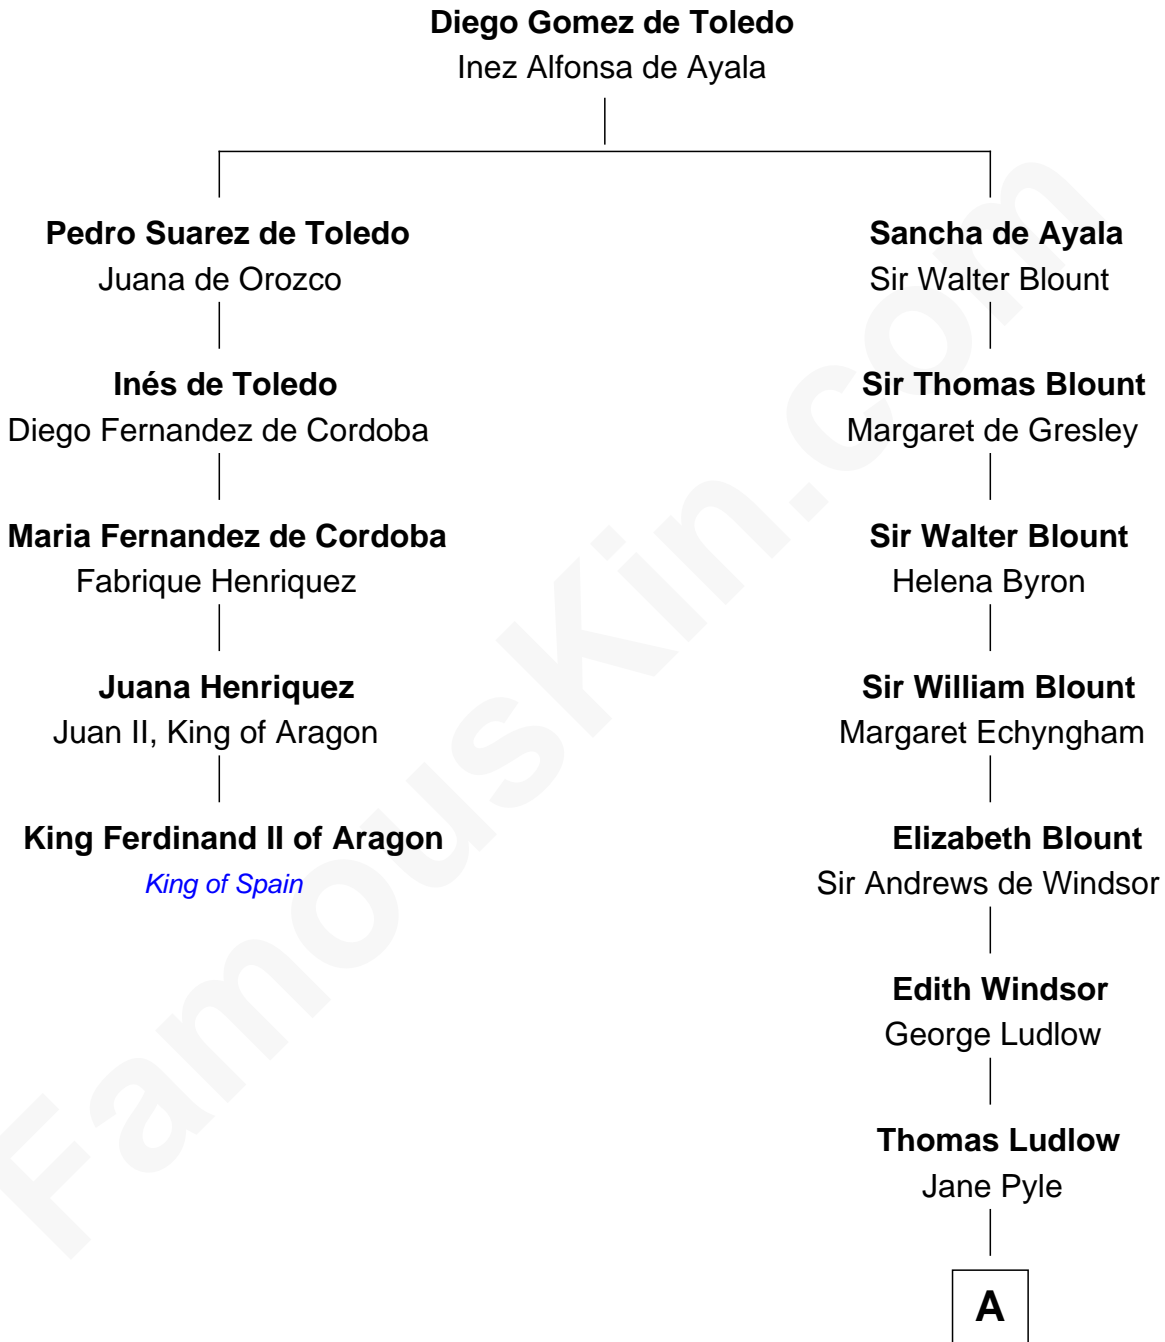 Diego Gomez de Toledo
Inez Alfonsa de Ayala
Pedro Suarez de Toledo
Juana de Orozco
Inés de Toledo
Diego Fernandez de Cordoba
Maria Fernandez de Cordoba
Fabrique Henriquez
Juana Henriquez
Juan II, King of Aragon
King Ferdinand II of Aragon
King of Spain
Sancha de Ayala
Sir Walter Blount
Sir Thomas Blount
Margaret de Gresley
Sir Walter Blount
Helena Byron
Sir William Blount
Margaret Echyngham
Elizabeth Blount
Sir Andrews de Windsor
Edith Windsor
George Ludlow
Thomas Ludlow
Jane Pyle
A
FamousKin.com